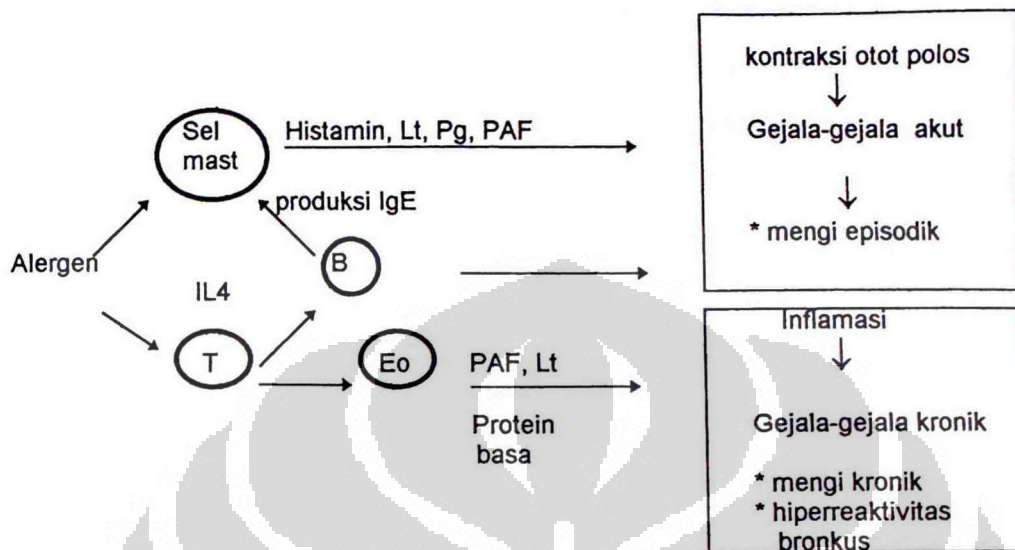 kontraksi otot polos
Gejala-gejala akut
* mengi episodik
Sel
mast
Histamin, Lt, Pg, PAF
produksi IgE
Alergen
B
IL4
T
Eo
PAF, Lt
Protein
basa
Inflamasi
Gejala-gejala kronik
* mengi kronik
* hiperreaktivitas
bronkus